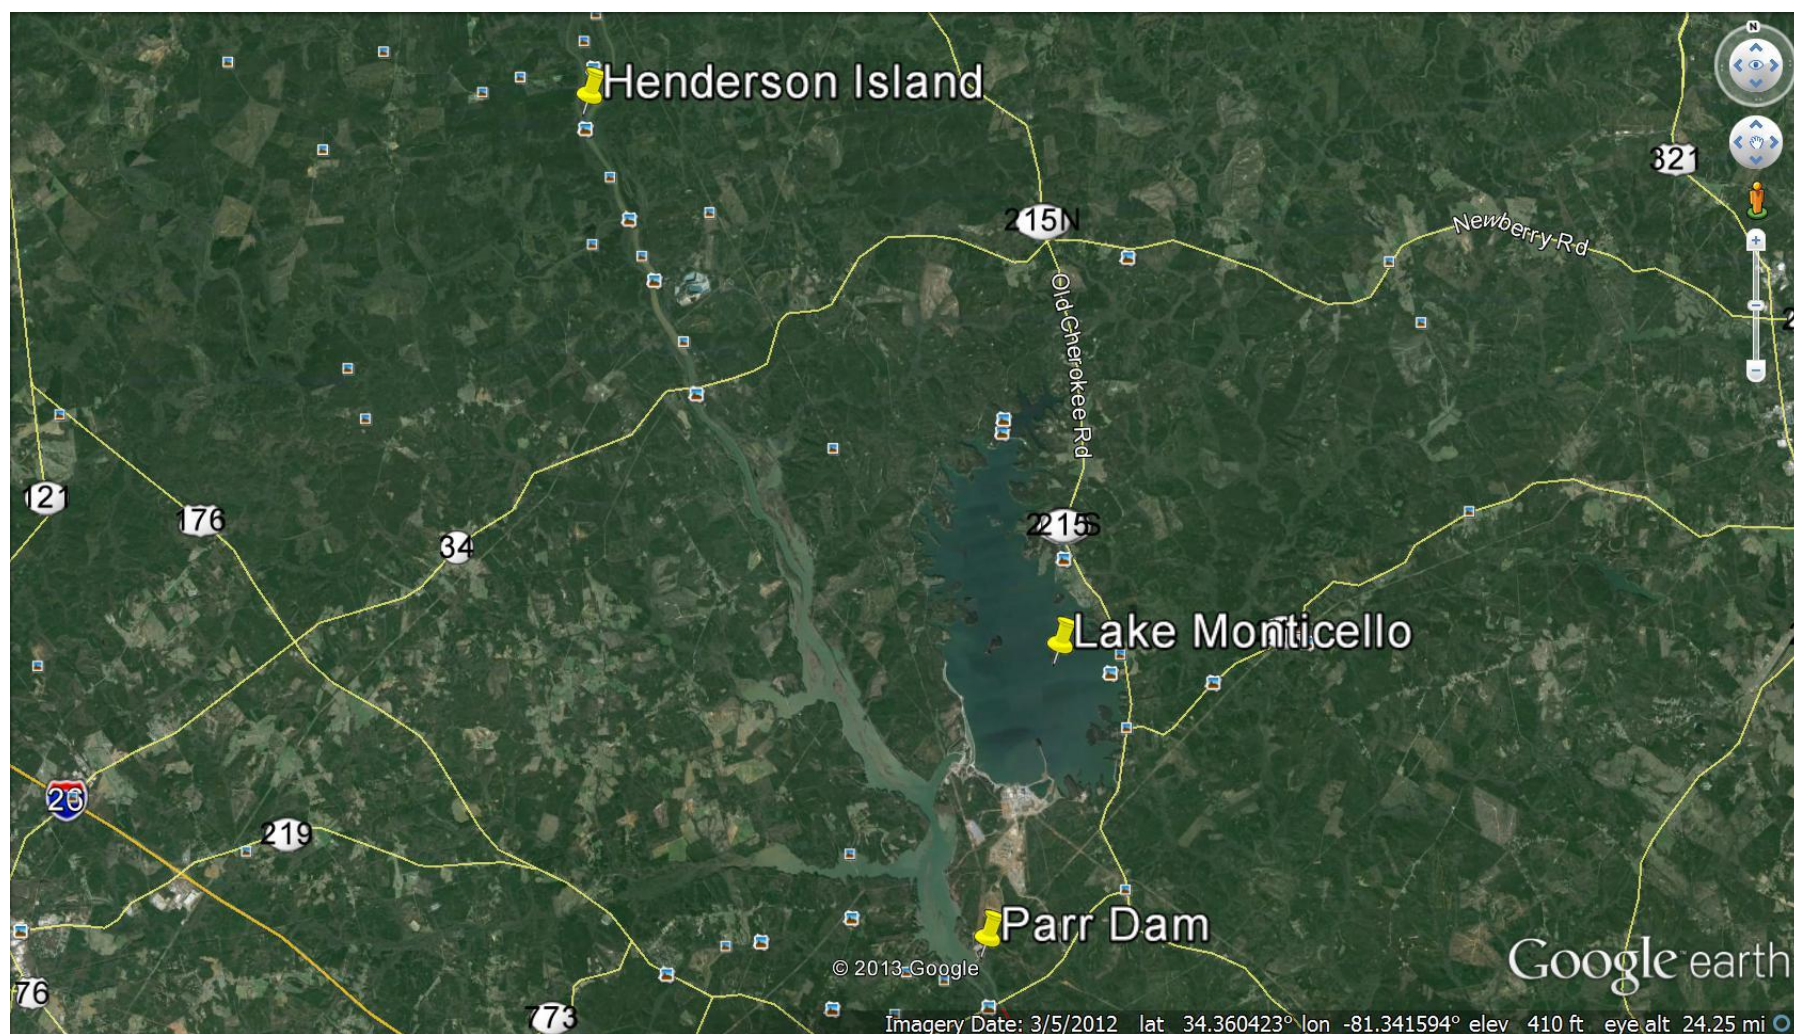 N
Henderson Island
321
215N
Newberry Rd
Old Cherokee Rd
121
176
215
34
Lake Monticello
26
219
Parr Dam
© 2013 Google
Google earth
76
773
Imagery Date: 3/5/2012 lat 34.360423° lon -81.341594° elev 410 ft eye alt 24.25 mi